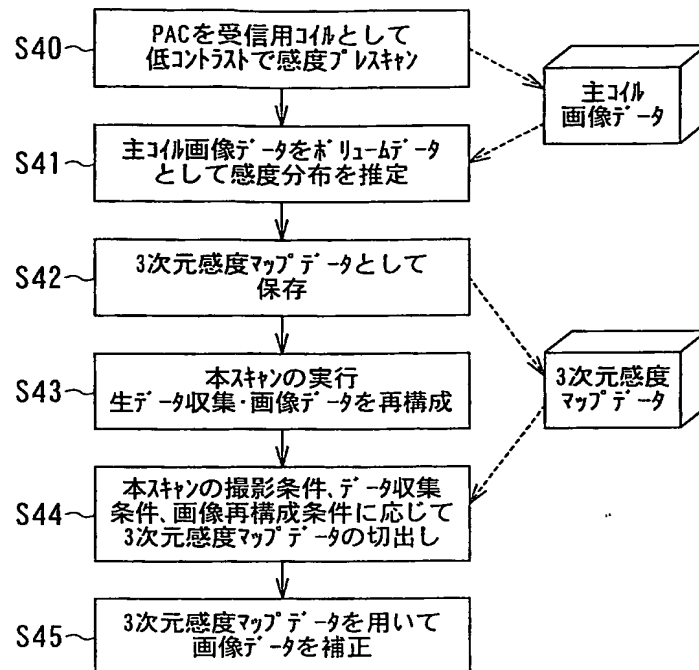 S40
PACを受信用コイルとして
低コントラストで感度プレスキャン
主コイル
画像データ
S41
主コイル画像データをボリュームデータ
として感度分布を推定
S42
3次元感度マップデータとして
保存
S43
本スキャンの実行
生データ収集・画像データを再構成
3次元感度
マップデータ
S44
本スキャンの撮影条件、データ収集
条件、画像再構成条件に応じて
3次元感度マップデータの切出し
S45
3次元感度マップデータを用いて
画像データを補正